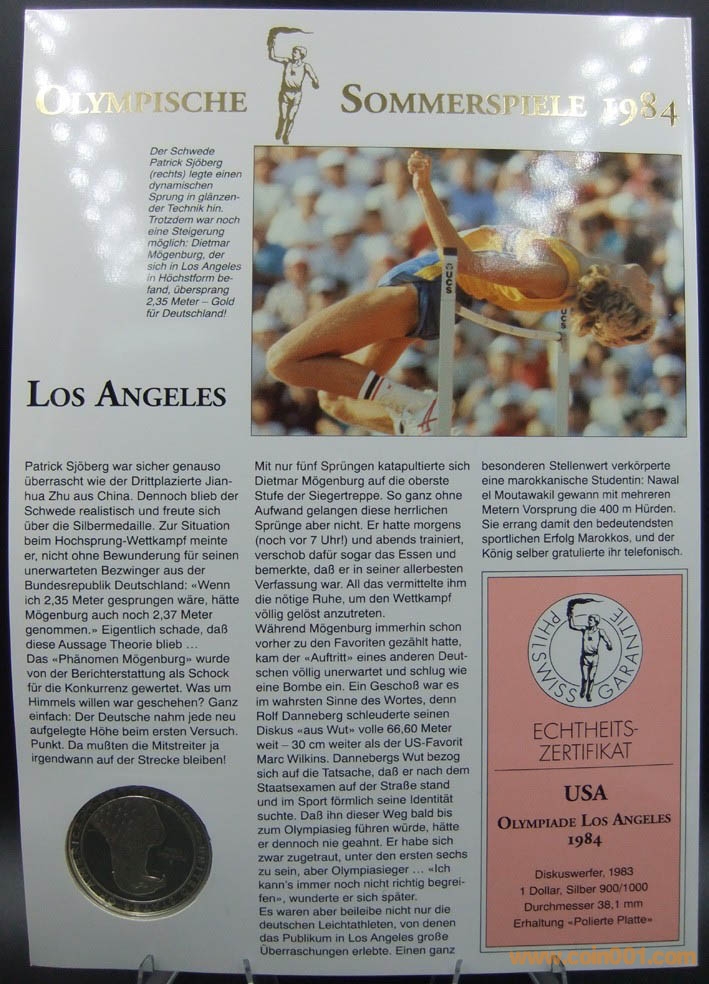 OLYMPISCHE SOMMERSPIELE 1984
Der Schwede
Patrick Sjöberg
(rechts) legte einen
dynamischen
Sprung in glänzen-
der Technik hin.
Trotzdem war noch
eine Steigerung
möglich: Dietmar
Mögenburg, der
sich in Los Angeles
in Höchstform be-
fand, übersprang
2,35 Meter – Gold
für Deutschland!
UCS
UCS
LOS ANGELES
Patrick Sjöberg war sicher genauso
überrascht wie der Drittplazierte Jian-
hua Zhu aus China. Dennoch blieb der
Schwede realistisch und freute sich
über die Silbermedaille. Zur Situation
beim Hochsprung-Wettkampf meinte
er, nicht ohne Bewunderung für seinen
unerwarteten Bezwinger aus der
Bundesrepublik Deutschland: «Wenn
ich 2,35 Meter gesprungen wäre, hätte
Mögenburg auch noch 2,37 Meter
genommen.» Eigentlich schade, daß
diese Aussage Theorie blieb ...
Das «Phänomen Mögenburg» wurde
von der Berichterstattung als Schock
für die Konkurrenz gewertet. Was um
Himmels willen war geschehen? Ganz
einfach: Der Deutsche nahm jede neu
aufgelegte Höhe beim ersten Versuch.
Punkt. Da mußten die Mitstreiter ja
irgendwann auf der Strecke bleiben!
Mit nur fünf Sprüngen katapultierte sich
Dietmar Mögenburg auf die oberste
Stufe der Siegertreppe. So ganz ohne
Aufwand gelangen diese herrlichen
Sprünge aber nicht. Er hatte morgens
(noch vor 7 Uhr!) und abends trainiert,
verschob dafür sogar das Essen und
bemerkte, daß er in seiner allerbesten
Verfassung war. All das vermittelte ihm
die nötige Ruhe, um den Wettkampf
völlig gelöst anzutreten.
Während Mögenburg immerhin schon
vorher zu den Favoriten gezählt hatte,
kam der «Auftritt» eines anderen Deut-
schen völlig unerwartet und schlug wie
eine Bombe ein. Ein Geschoß war es
im wahrsten Sinne des Wortes, denn
Rolf Danneberg schleuderte seinen
Diskus «aus Wut» volle 66,60 Meter
weit – 30 cm weiter als der US-Favorit
Marc Wilkins. Dannebergs Wut bezog
sich auf die Tatsache, daß er nach dem
Staatsexamen auf der Straße stand
und im Sport förmlich seine Identität
suchte. Daß ihn dieser Weg bald bis
zum Olympiasieg führen würde, hätte
er dennoch nie geahnt. Er habe sich
zwar zugetraut, unter den ersten sechs
zu sein, aber Olympiasieger ... «Ich
kann's immer noch nicht richtig begrei-
fen», wunderte er sich später.
Es waren aber beileibe nicht nur die
deutschen Leichtathleten, von denen
das Publikum in Los Angeles große
Überraschungen erlebte. Einen ganz
besonderen Stellenwert verkörperte
eine marokkanische Studentin: Nawal
el Moutawakil gewann mit mehreren
Metern Vorsprung die 400 m Hürden.
Sie errang damit den bedeutendsten
sportlichen Erfolg Marokkos, und der
König selber gratulierte ihr telefonisch.
PHILSWISS GARANTIE
ECHTHEITS-
ZERTIFIKAT
USA
OLYMPIADE LOS ANGELES
1984
Diskuswerfer, 1983
1 Dollar, Silber 900/1000
Durchmesser 38,1 mm
Erhaltung «Polierte Platte»
www.coin001.com